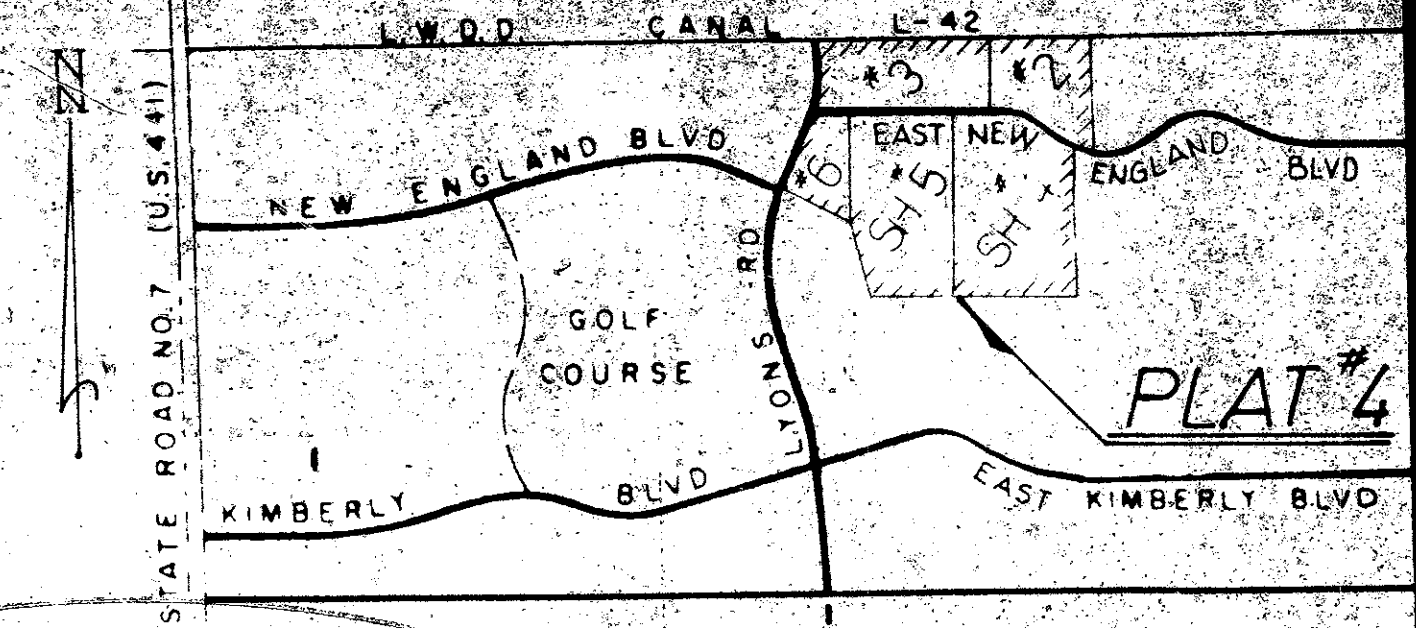 L.W.D.D. CANAL L-42
N
STATE ROAD NO. 7 (U.S. 441)
*3
*2
NEW ENGLAND BLVD
EAST NEW ENGLAND BLVD
*6
*
SH 5
*
SH
LYONS RD
GOLF
COURSE
PLAT #4
KIMBERLY BLVD
EAST KIMBERLY BLVD